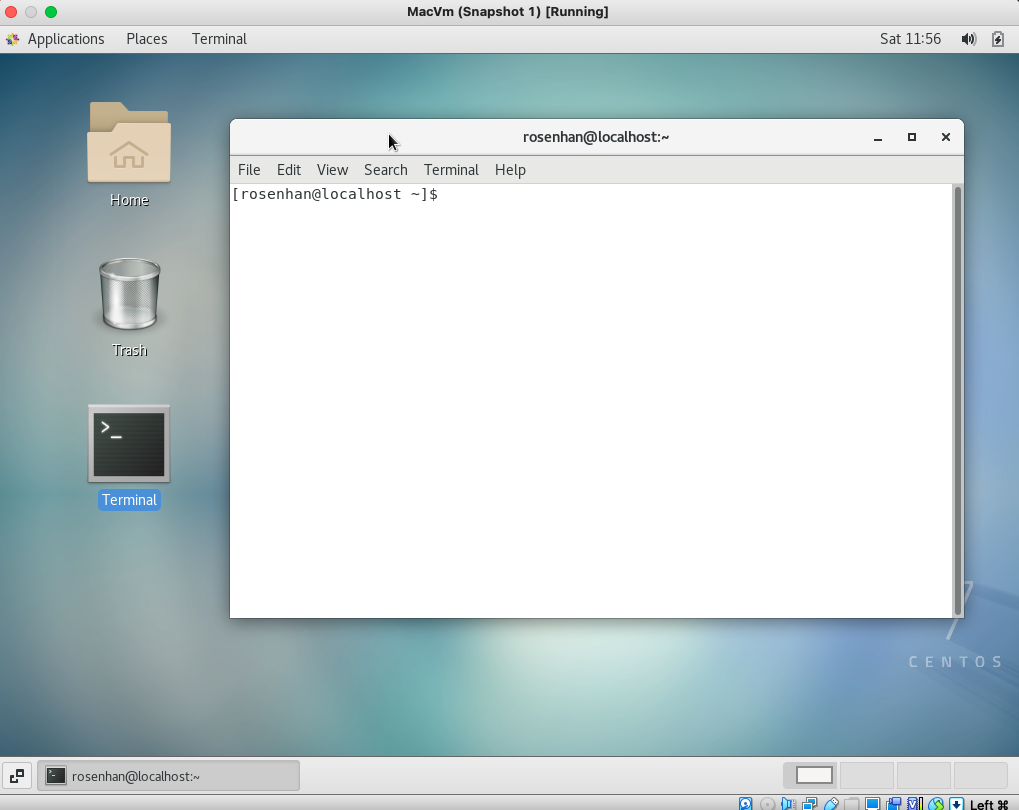 MacVm (Snapshot 1) [Running]
Applications Places Terminal Sat 11:56
Home
Trash
>_
Terminal
rosenhan@localhost:~
File Edit View Search Terminal Help
[rosenhan@localhost ~]$
7
CENTOS
rosenhan@localhost:~
Left ⌘